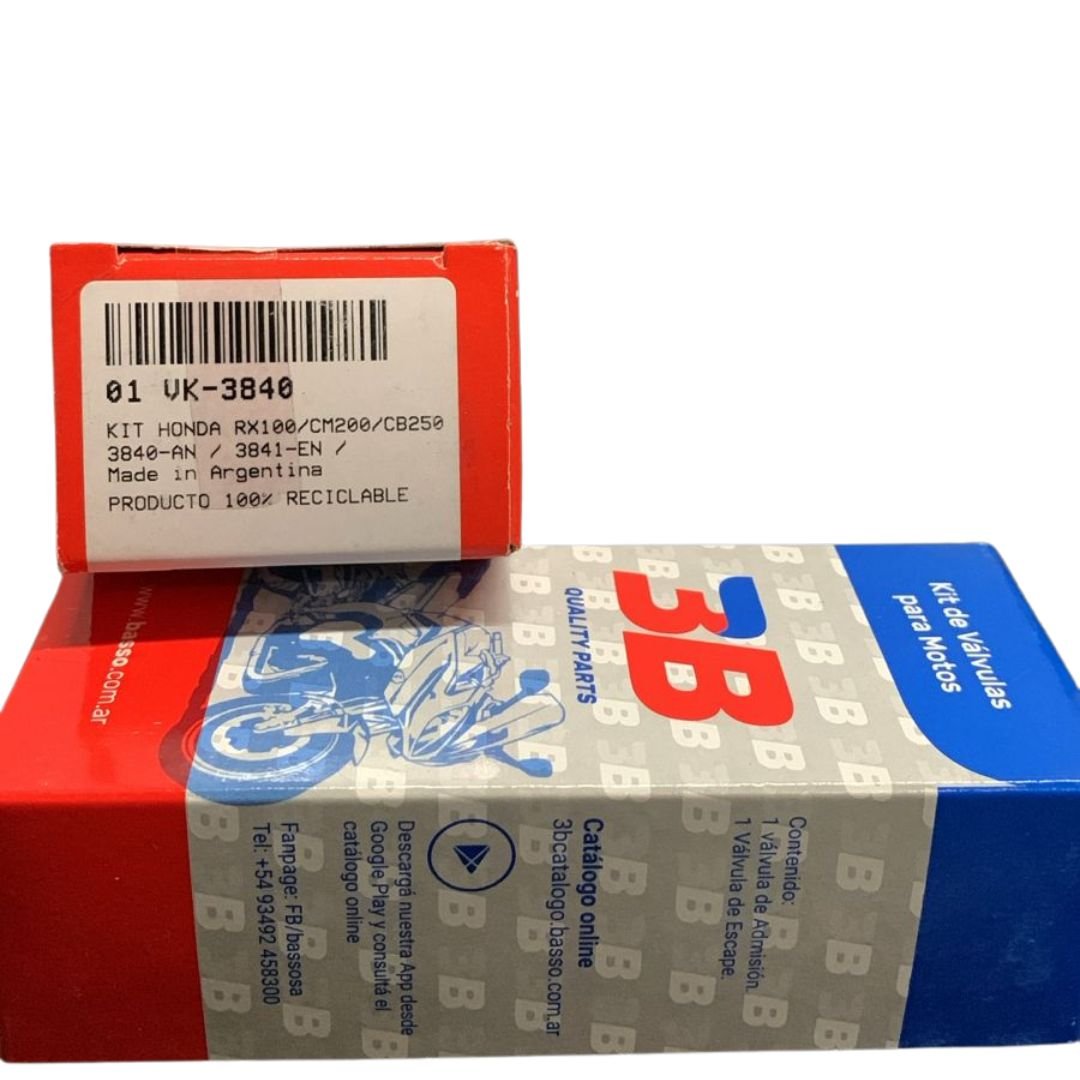 01 VK-3840
KIT HONDA RX100/CM200/CB250
3840-AN / 3841-EN /
Made in Argentina
PRODUCTO 100% RECICLABLE
Kit de Válvulas
para Motos
3B
QUALITY PARTS
www.basso.com.ar
Contenido:
1 Válvula de Admisión.
1 Válvula de Escape.
Catálogo online
3bcatalogo.basso.com.ar
Descargá nuestra App desde
Google Play y consultá el
catálogo online
Fanpage: FB/bassosa
Tel: +54 93492 458300